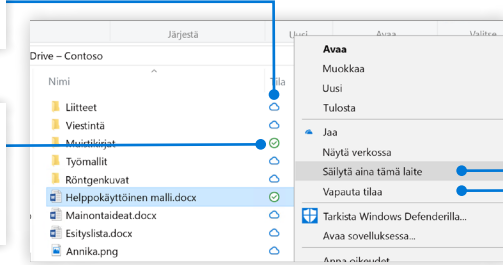 Järjestä
Uusi
Avaa
Valitse
Drive – Contoso
Nimi
Tila
Liitteet
Viestintä
Muistikirjat
Työmallit
Röntgenkuvat
Helppokäyttöinen malli.docx
Mainontaideat.docx
Esityslista.docx
Annika.png
Avaa
Muokkaa
Uusi
Tulosta
Jaa
Näytä verkossa
Säilytä aina tämä laite
Vapauta tilaa
Tarkista Windows Defenderilla...
Avaa sovelluksessa...
Anna oikeudet